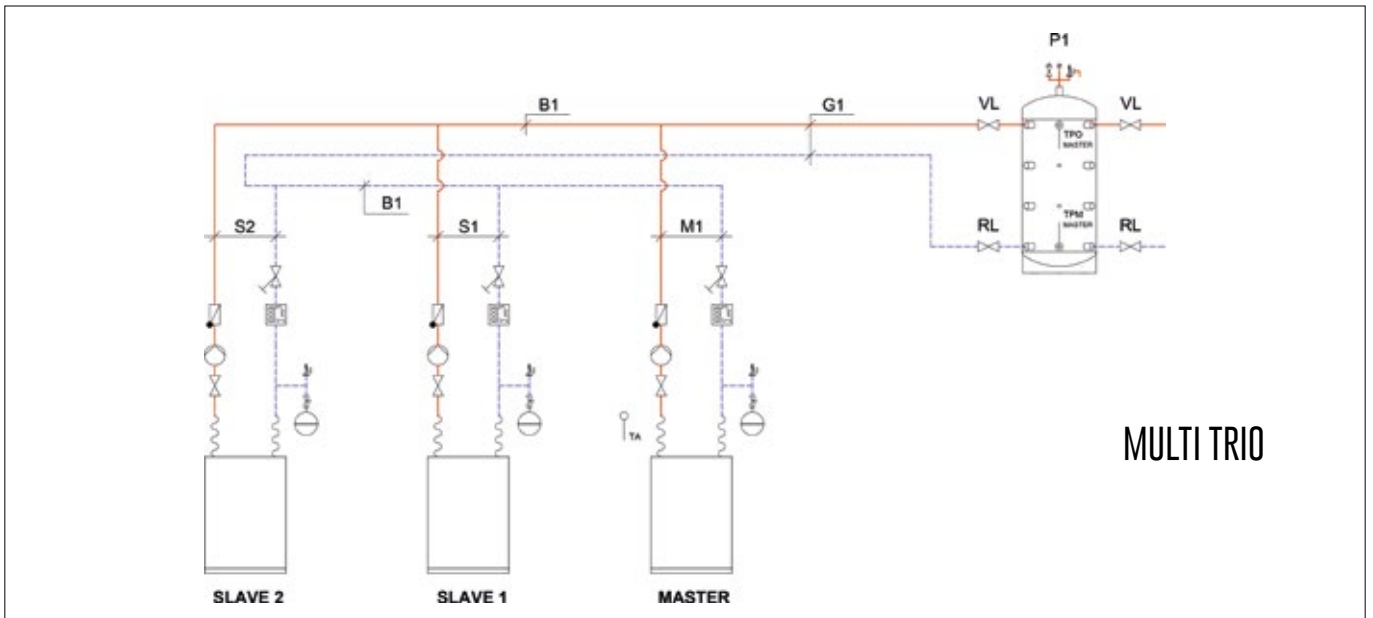 P1
B1 G1 VL VL
TPO
MASTER
B1
S2 S1 M1 RL TPM RL
MASTER
TA
MULTI TRIO
SLAVE 2 SLAVE 1 MASTER